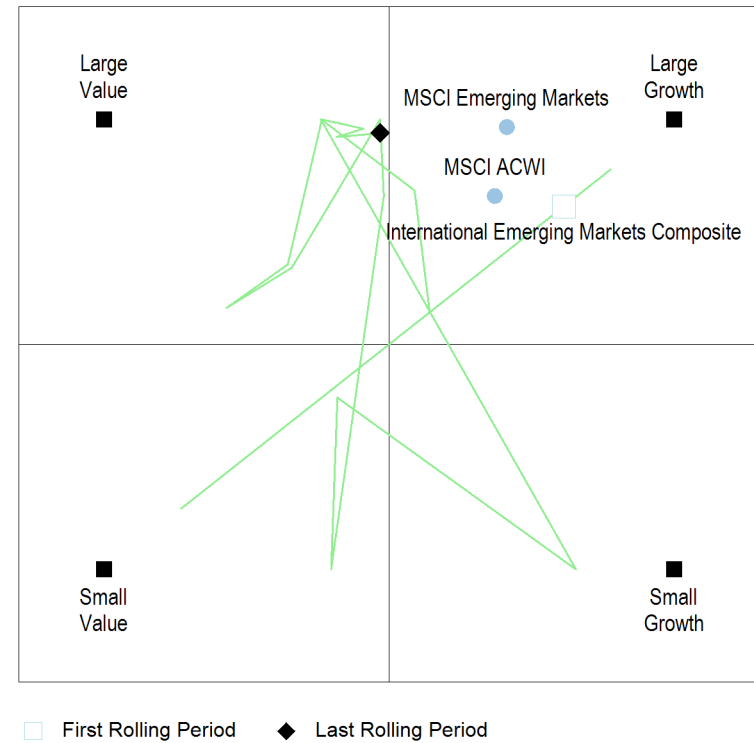 Large
Value
Large
Growth
MSCI Emerging Markets
MSCI ACWI
International Emerging Markets Composite
Small
Value
Small
Growth
First Rolling Period
Last Rolling Period